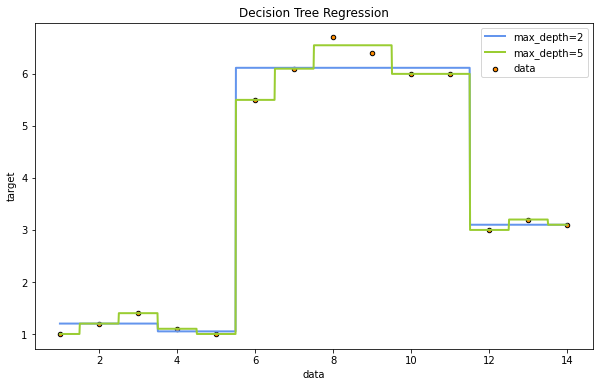 Decision Tree Regression
max_depth=2
max_depth=5
data
target
6
5
4
3
2
1
2
4
6
8
10
12
14
data